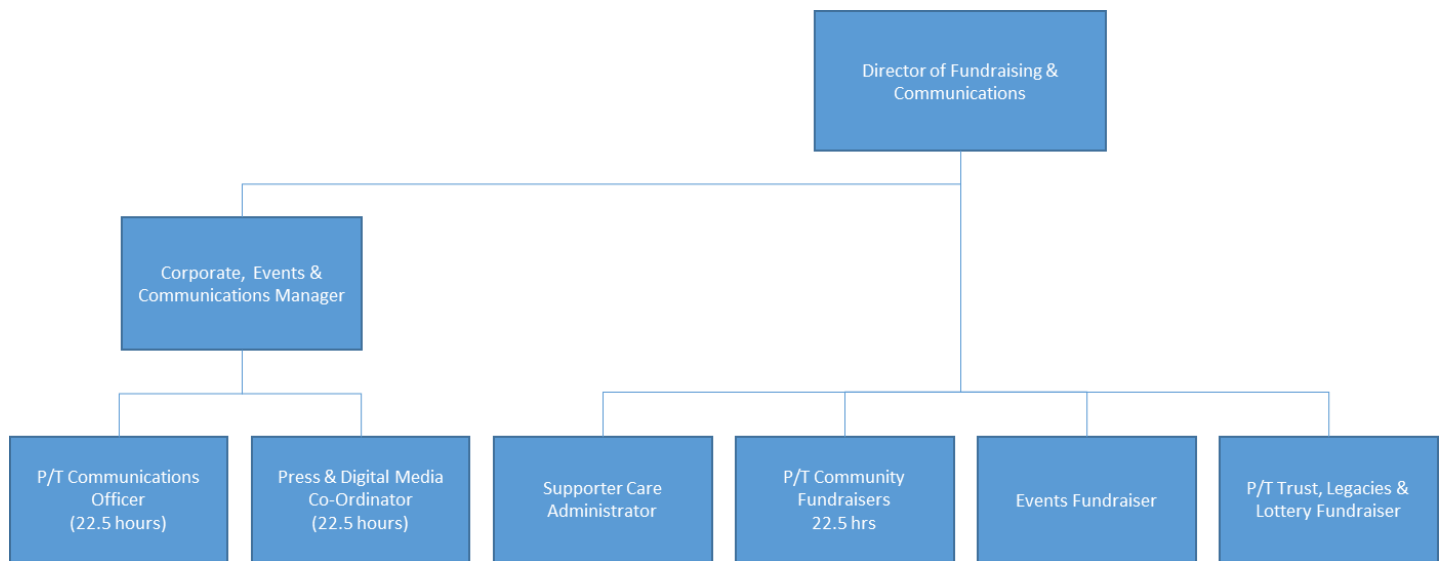 Director of Fundraising &
Communications
Corporate, Events &
Communications Manager
P/T Communications
Officer
(22.5 hours)
Press & Digital Media
Co-Ordinator
(22.5 hours)
Supporter Care
Administrator
P/T Community
Fundraisers
22.5 hrs
Events Fundraiser
P/T Trust, Legacies &
Lottery Fundraiser